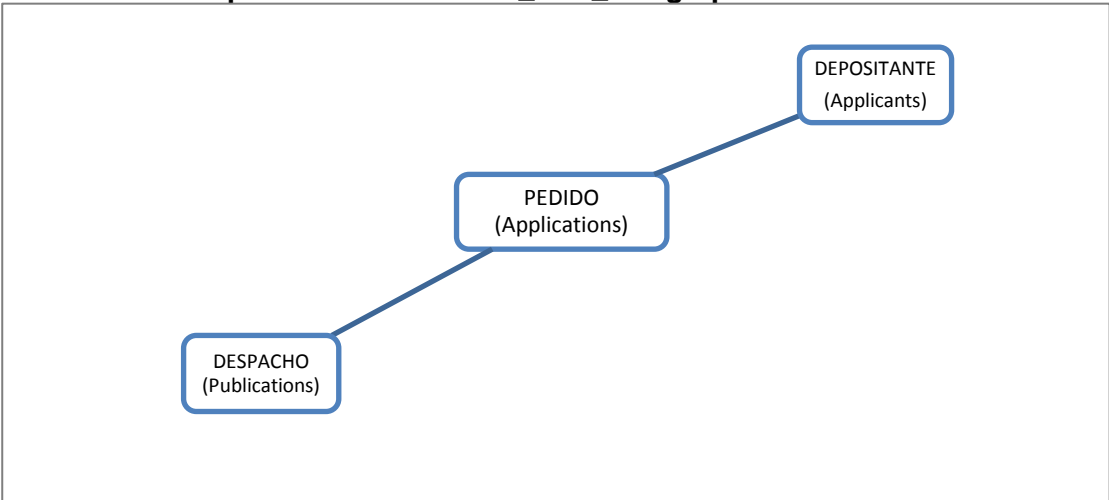 DEPOSITANTE
(Applicants)
PEDIDO
(Applications)
DESPACHO
(Publications)